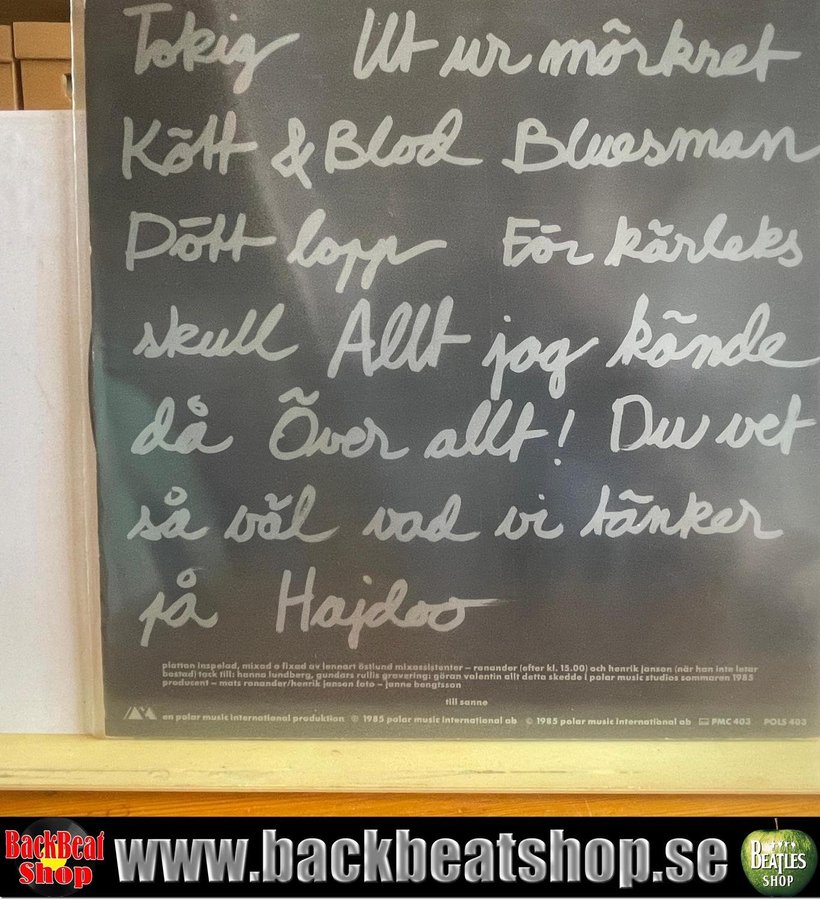 Tokig Ut ur mörkret
Kött & Blod Bluesman
Dött lopp För kärleks
skull Allt jag kände
då Över allt! Du vet
så väl vad vi tänker
på Hajdoo
plattan inspelad, mixad o fixad av lennart östlund mixassistenter – ronander (efter kl. 15.00) och henrik janson (när han inte letar
bostad) tack till: hanna lundberg, gundars rullis gravering: göran valentin allt detta skedde i polar music studios sommaren 1985
producent – mats ronander/henrik janson foto – janne bengtsson
till sanne
en polar music international produktion ℗ 1985 polar music international ab © 1985 polar music international ab PMC 403 POLS 403
BackBeat Shop www.backbeatshop.se BEATLES SHOP